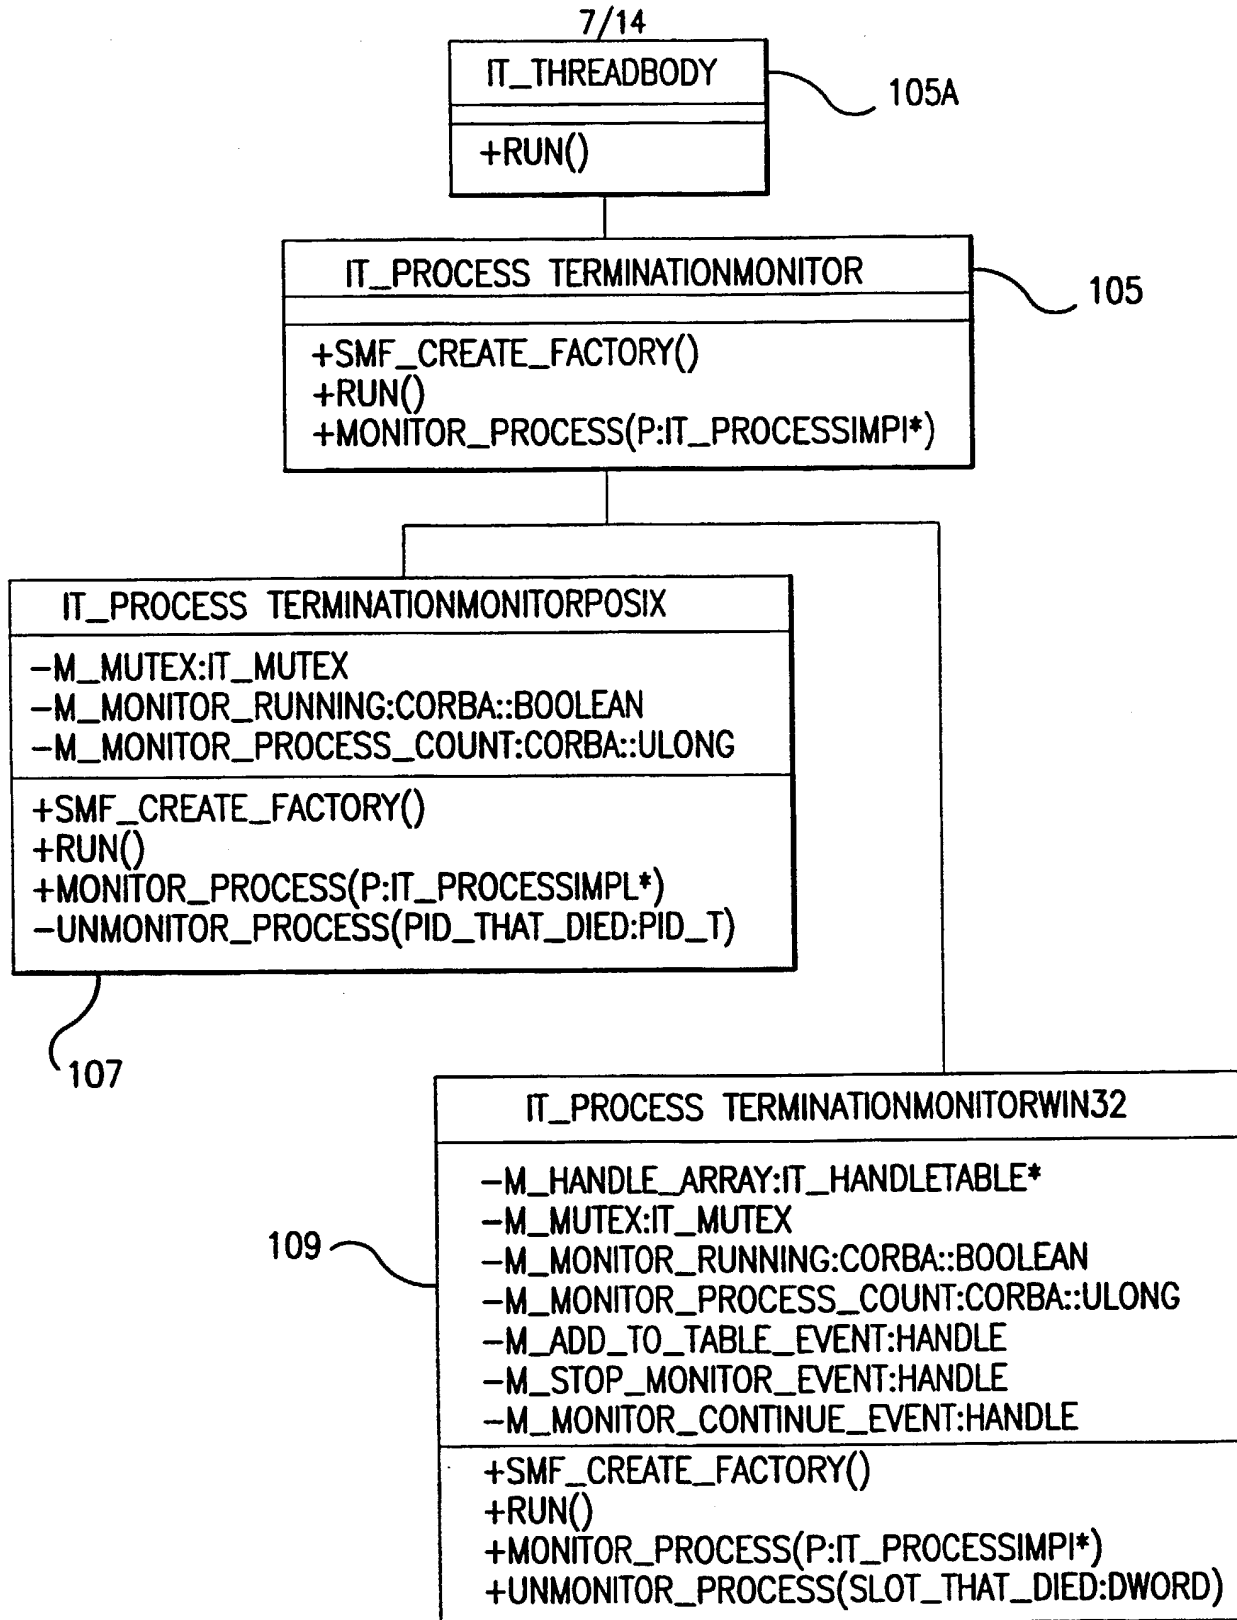 7/14
IT_THREADBODY
105A
+RUN()
IT_PROCESS TERMINATIONMONITOR
105
+SMF_CREATE_FACTORY()
+RUN()
+MONITOR_PROCESS(P:IT_PROCESSIMPI*)
IT_PROCESS TERMINATIONMONITORPOSIX
-M_MUTEX:IT_MUTEX
-M_MONITOR_RUNNING:CORBA::BOOLEAN
-M_MONITOR_PROCESS_COUNT:CORBA::ULONG
+SMF_CREATE_FACTORY()
+RUN()
+MONITOR_PROCESS(P:IT_PROCESSIMPL*)
-UNMONITOR_PROCESS(PID_THAT_DIED:PID_T)
107
IT_PROCESS TERMINATIONMONITORWIN32
-M_HANDLE_ARRAY:IT_HANDLETABLE*
-M_MUTEX:IT_MUTEX
109
-M_MONITOR_RUNNING:CORBA::BOOLEAN
-M_MONITOR_PROCESS_COUNT:CORBA::ULONG
-M_ADD_TO_TABLE_EVENT:HANDLE
-M_STOP_MONITOR_EVENT:HANDLE
-M_MONITOR_CONTINUE_EVENT:HANDLE
+SMF_CREATE_FACTORY()
+RUN()
+MONITOR_PROCESS(P:IT_PROCESSIMPI*)
+UNMONITOR_PROCESS(SLOT_THAT_DIED:DWORD)